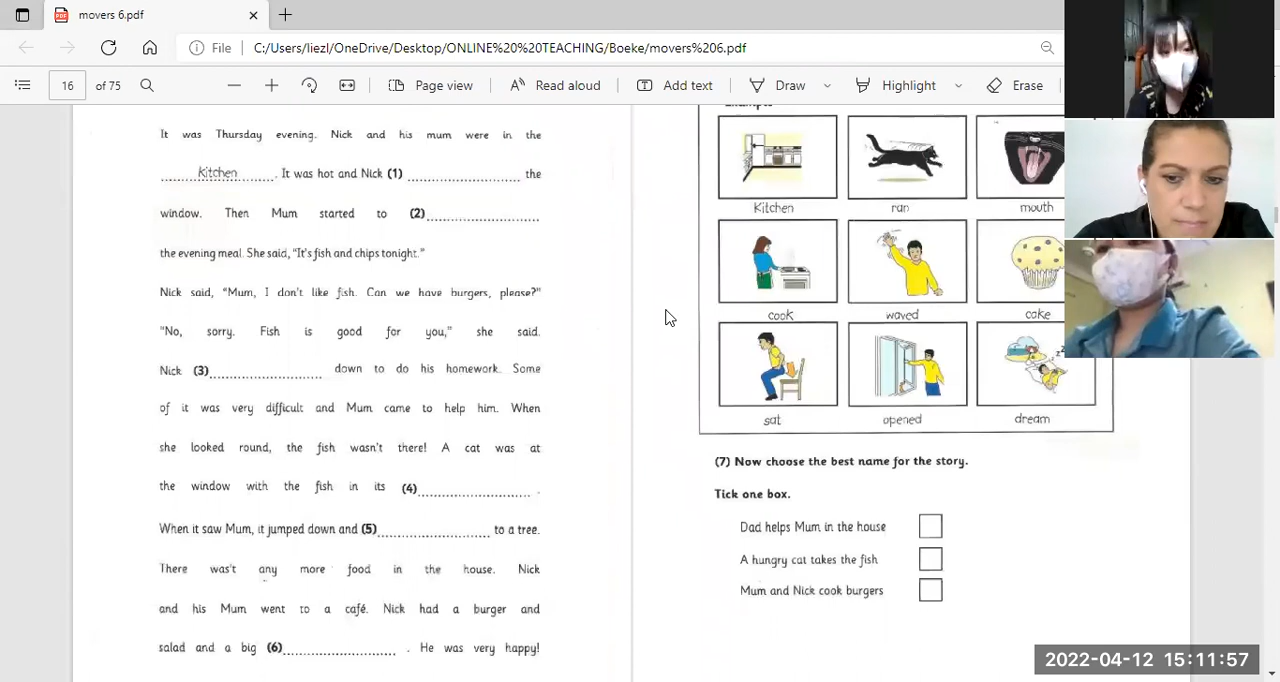 movers 6.pdf
File
C:/Users/liezl/OneDrive/Desktop/ONLINE%20%20TEACHING/Boeke/movers%206.pdf
16
of 75
Page view
Read aloud
Add text
Draw
Highlight
Erase
It was Thursday evening. Nick and his mum were in the
Kitchen. It was hot and Nick (1) ........................ the
window. Then Mum started to (2)........................
the evening meal. She said, “It's fish and chips tonight.”
Nick said, “Mum, I don't like fish. Can we have burgers, please?”
“No, sorry. Fish is good for you,” she said.
Nick (3)........................ down to do his homework. Some
of it was very difficult and Mum came to help him. When
she looked round, the fish wasn't there! A cat was at
the window with the fish in its (4)........................ .
When it saw Mum, it jumped down and (5)........................ to a tree.
There was't any more food in the house. Nick
and his Mum went to a café. Nick had a burger and
salad and a big (6)........................ . He was very happy!
Kitchen
ran
mouth
cook
waved
cake
sat
opened
dream
(7) Now choose the best name for the story.
Tick one box.
Dad helps Mum in the house
A hungry cat takes the fish
Mum and Nick cook burgers
2022-04-12 15:11:57